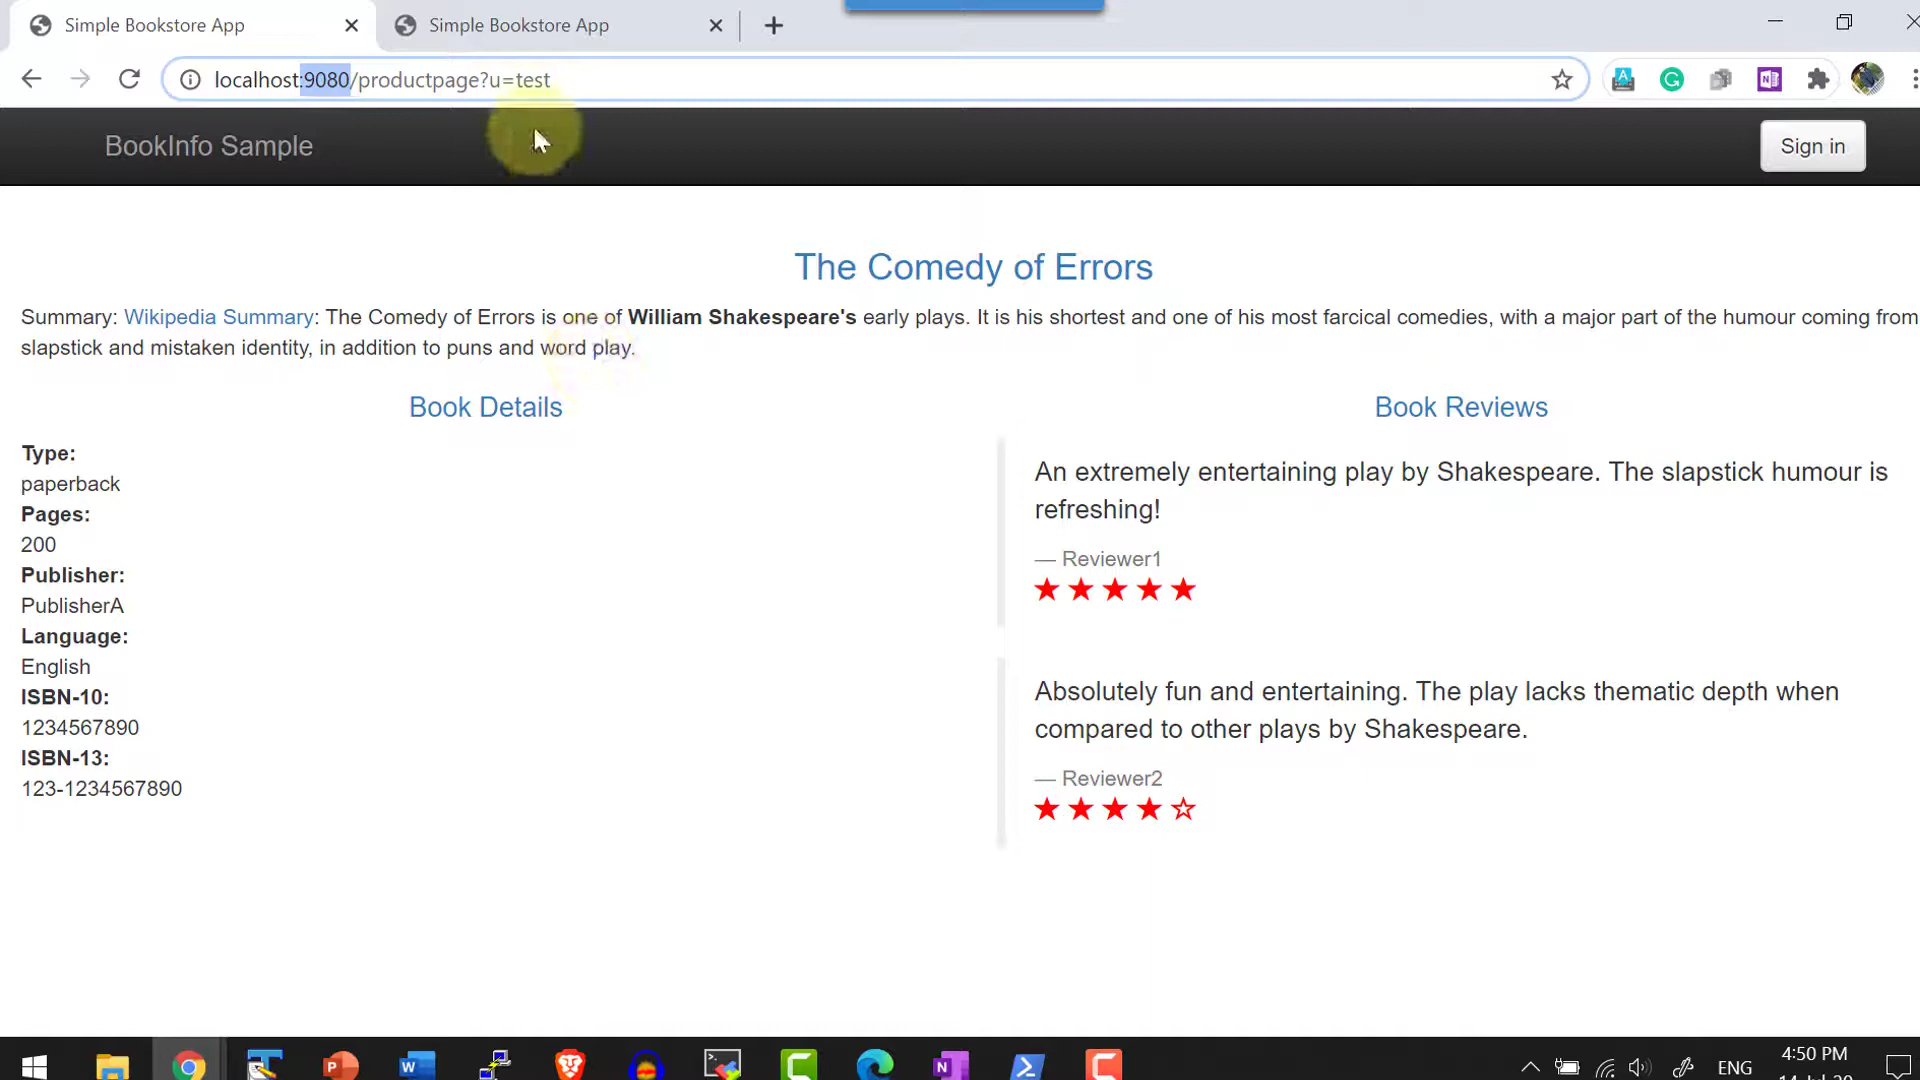 Simple Bookstore App
Simple Bookstore App
localhost:9080/productpage?u=test
BookInfo Sample
Sign in
The Comedy of Errors
Summary: Wikipedia Summary: The Comedy of Errors is one of William Shakespeare's early plays. It is his shortest and one of his most farcical comedies, with a major part of the humour coming from
slapstick and mistaken identity, in addition to puns and word play.
Book Details
Type:
paperback
Pages:
200
Publisher:
PublisherA
Language:
English
ISBN-10:
1234567890
ISBN-13:
123-1234567890
Book Reviews
An extremely entertaining play by Shakespeare. The slapstick humour is
refreshing!
— Reviewer1
Absolutely fun and entertaining. The play lacks thematic depth when
compared to other plays by Shakespeare.
— Reviewer2
ENG
4:50 PM